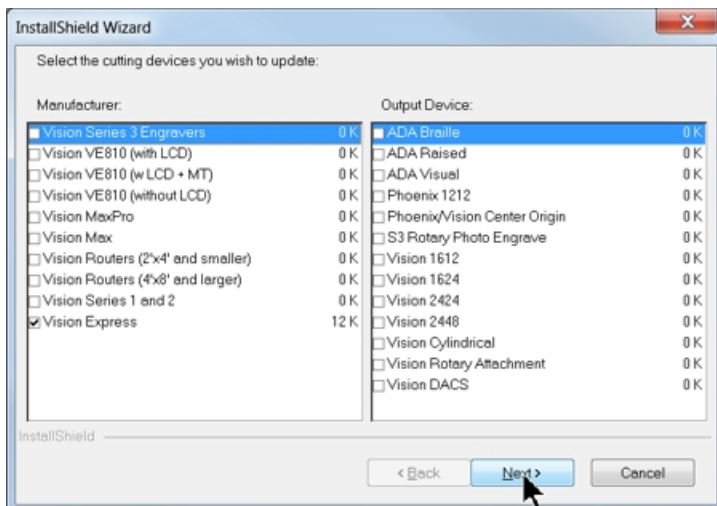 InstallShield Wizard
Select the cutting devices you wish to update:
Manufacturer:
Vision Series 3 Engravers 0 K
Vision VE810 (with LCD) 0 K
Vision VE810 (w LCD + MT) 0 K
Vision VE810 (without LCD) 0 K
Vision MaxPro 0 K
Vision Max 0 K
Vision Routers (2'x4' and smaller) 0 K
Vision Routers (4'x8' and larger) 0 K
Vision Series 1 and 2 0 K
Vision Express 12 K
Output Device:
ADA Braille 0 K
ADA Raised 0 K
ADA Visual 0 K
Phoenix 1212 0 K
Phoenix/Vision Center Origin 0 K
S3 Rotary Photo Engrave 0 K
Vision 1612 0 K
Vision 1624 0 K
Vision 2424 0 K
Vision 2448 0 K
Vision Cylindrical 0 K
Vision Rotary Attachment 0 K
Vision DACS 0 K
InstallShield
< Back
Next >
Cancel